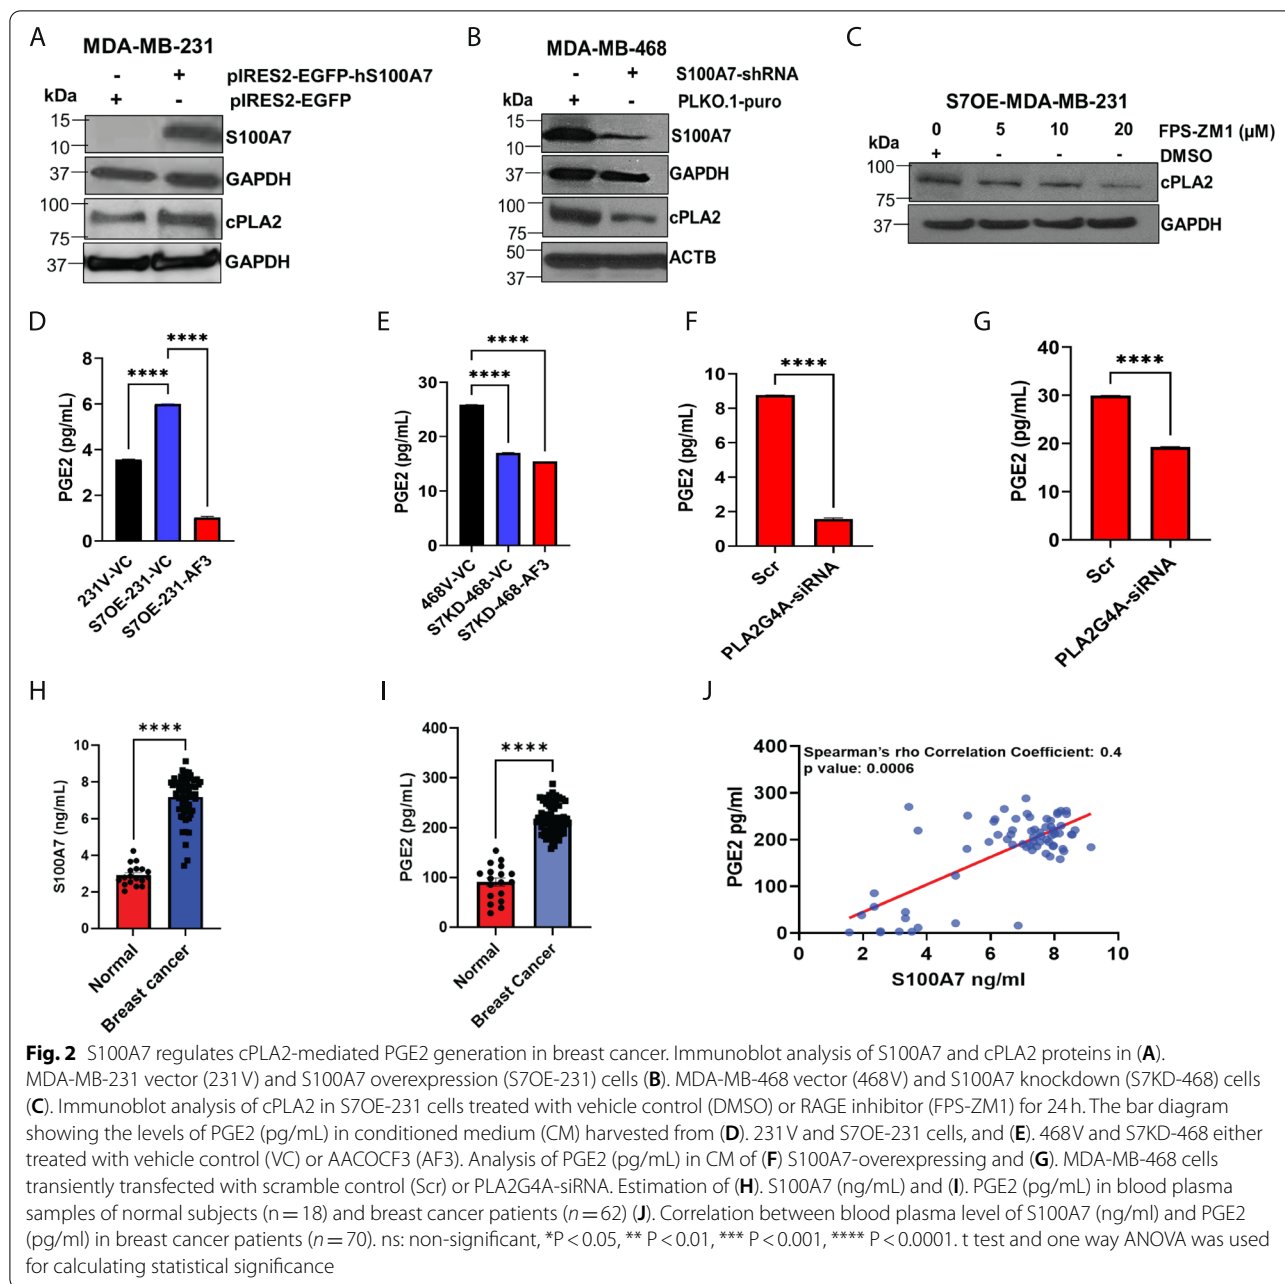 A
MDA-MB-231
- + pIRES2-EGFP-hS100A7
kDa + - pIRES2-EGFP
15
10
S100A7
37
GAPDH
100
75
cPLA2
37
GAPDH
B
MDA-MB-468
- + S100A7-shRNA
kDa + - PLKO.1-puro
15
10
S100A7
37
GAPDH
100
75
cPLA2
50
37
ACTB
C
S7OE-MDA-MB-231
0 5 10 20 FPS-ZM1 (μM)
kDa + - - - DMSO
100
75
cPLA2
37
GAPDH
D
PGE2 (pg/mL)
8
6
4
2
0
****
****
231V-VC
S7OE-231-VC
S7OE-231-AF3
E
PGE2 (pg/mL)
30
20
10
0
****
****
468V-VC
S7KD-468-VC
S7KD-468-AF3
F
PGE2 (pg/mL)
10
8
6
4
2
0
****
Scr
PLA2G4A-siRNA
G
PGE2 (pg/mL)
40
30
20
10
0
****
Scr
PLA2G4A-siRNA
H
S100A7 (ng/mL)
10
8
6
4
2
0
****
Normal
Breast cancer
I
PGE2 (pg/mL)
400
300
200
100
0
****
Normal
Breast Cancer
J
Spearman's rho Correlation Coefficient: 0.4
p value: 0.0006
PGE2 pg/ml
400
300
200
100
0
0 2 4 6 8 10
S100A7 ng/ml
Fig. 2 S100A7 regulates cPLA2-mediated PGE2 generation in breast cancer. Immunoblot analysis of S100A7 and cPLA2 proteins in (A).
MDA-MB-231 vector (231V) and S100A7 overexpression (S7OE-231) cells (B). MDA-MB-468 vector (468V) and S100A7 knockdown (S7KD-468) cells
(C). Immunoblot analysis of cPLA2 in S7OE-231 cells treated with vehicle control (DMSO) or RAGE inhibitor (FPS-ZM1) for 24 h. The bar diagram
showing the levels of PGE2 (pg/mL) in conditioned medium (CM) harvested from (D). 231V and S7OE-231 cells, and (E). 468V and S7KD-468 either
treated with vehicle control (VC) or AACOCF3 (AF3). Analysis of PGE2 (pg/mL) in CM of (F) S100A7-overexpressing and (G). MDA-MB-468 cells
transiently transfected with scramble control (Scr) or PLA2G4A-siRNA. Estimation of (H). S100A7 (ng/mL) and (I). PGE2 (pg/mL) in blood plasma
samples of normal subjects (n = 18) and breast cancer patients (n = 62) (J). Correlation between blood plasma level of S100A7 (ng/ml) and PGE2
(pg/ml) in breast cancer patients (n = 70). ns: non-significant, *P < 0.05, ** P < 0.01, *** P < 0.001, **** P < 0.0001. t test and one way ANOVA was used
for calculating statistical significance